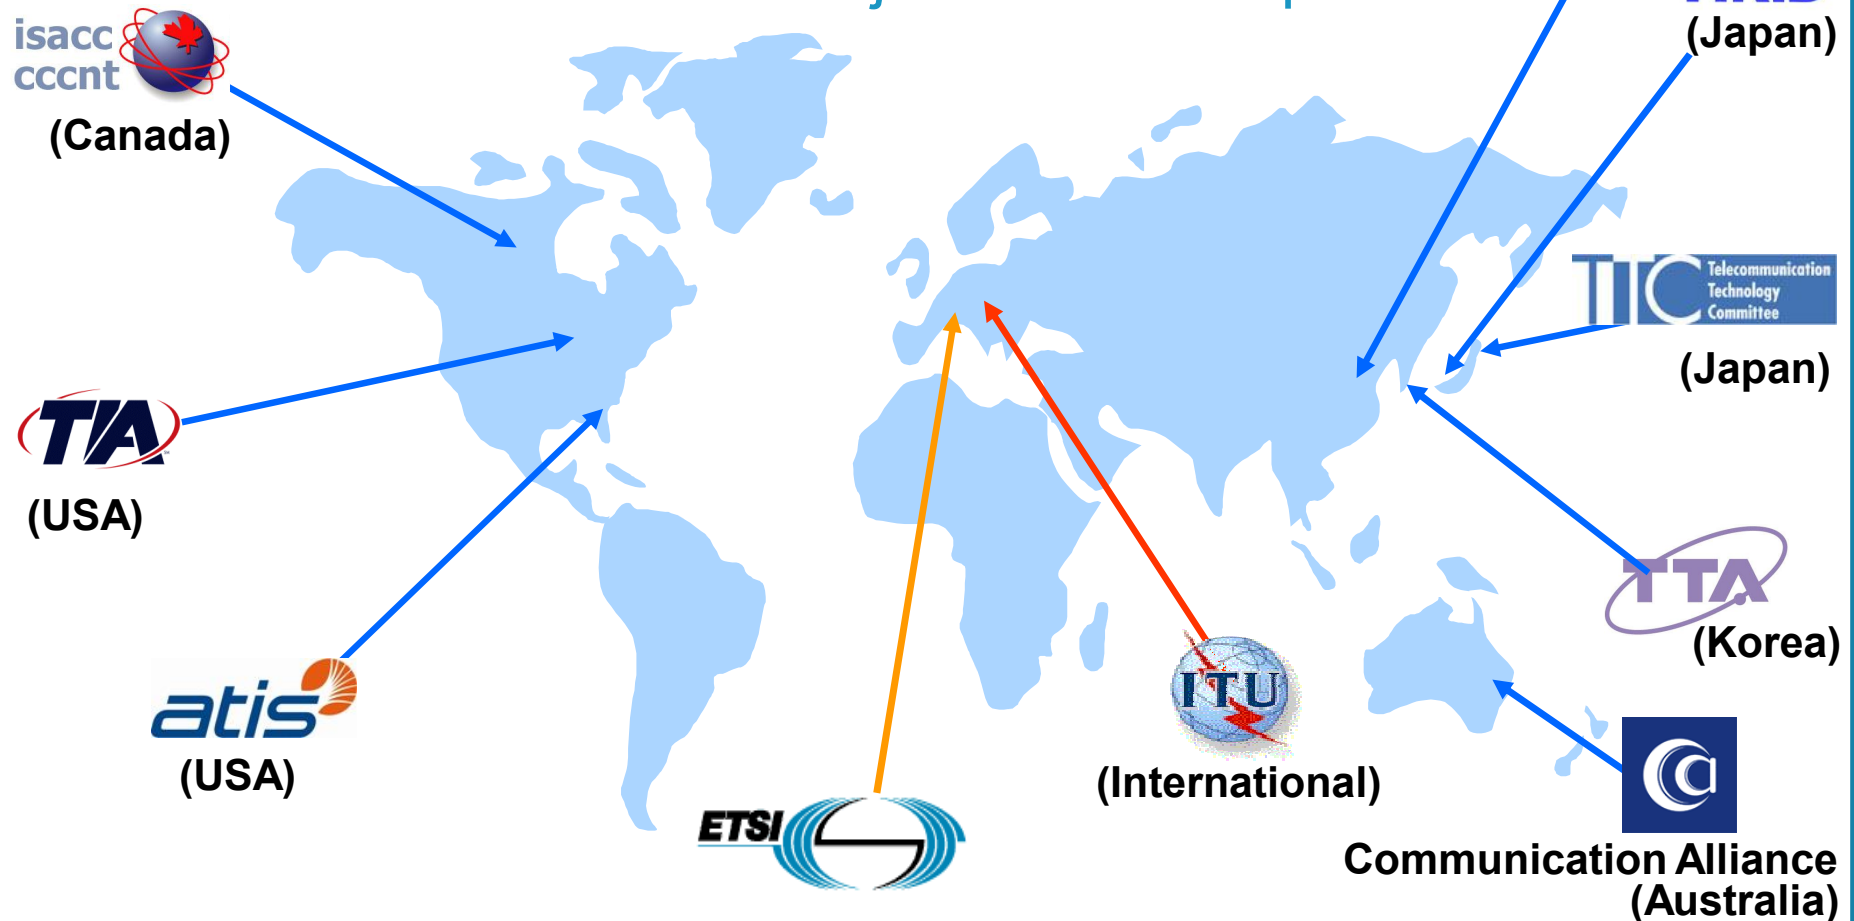 isacc
cccnt
(Canada)
(Japan)
TTC Telecommunication
Technology
Committee
(Japan)
TIA
(USA)
TTA
(Korea)
atis
(USA)
ITU
(International)
ETSI
Communication Alliance
(Australia)